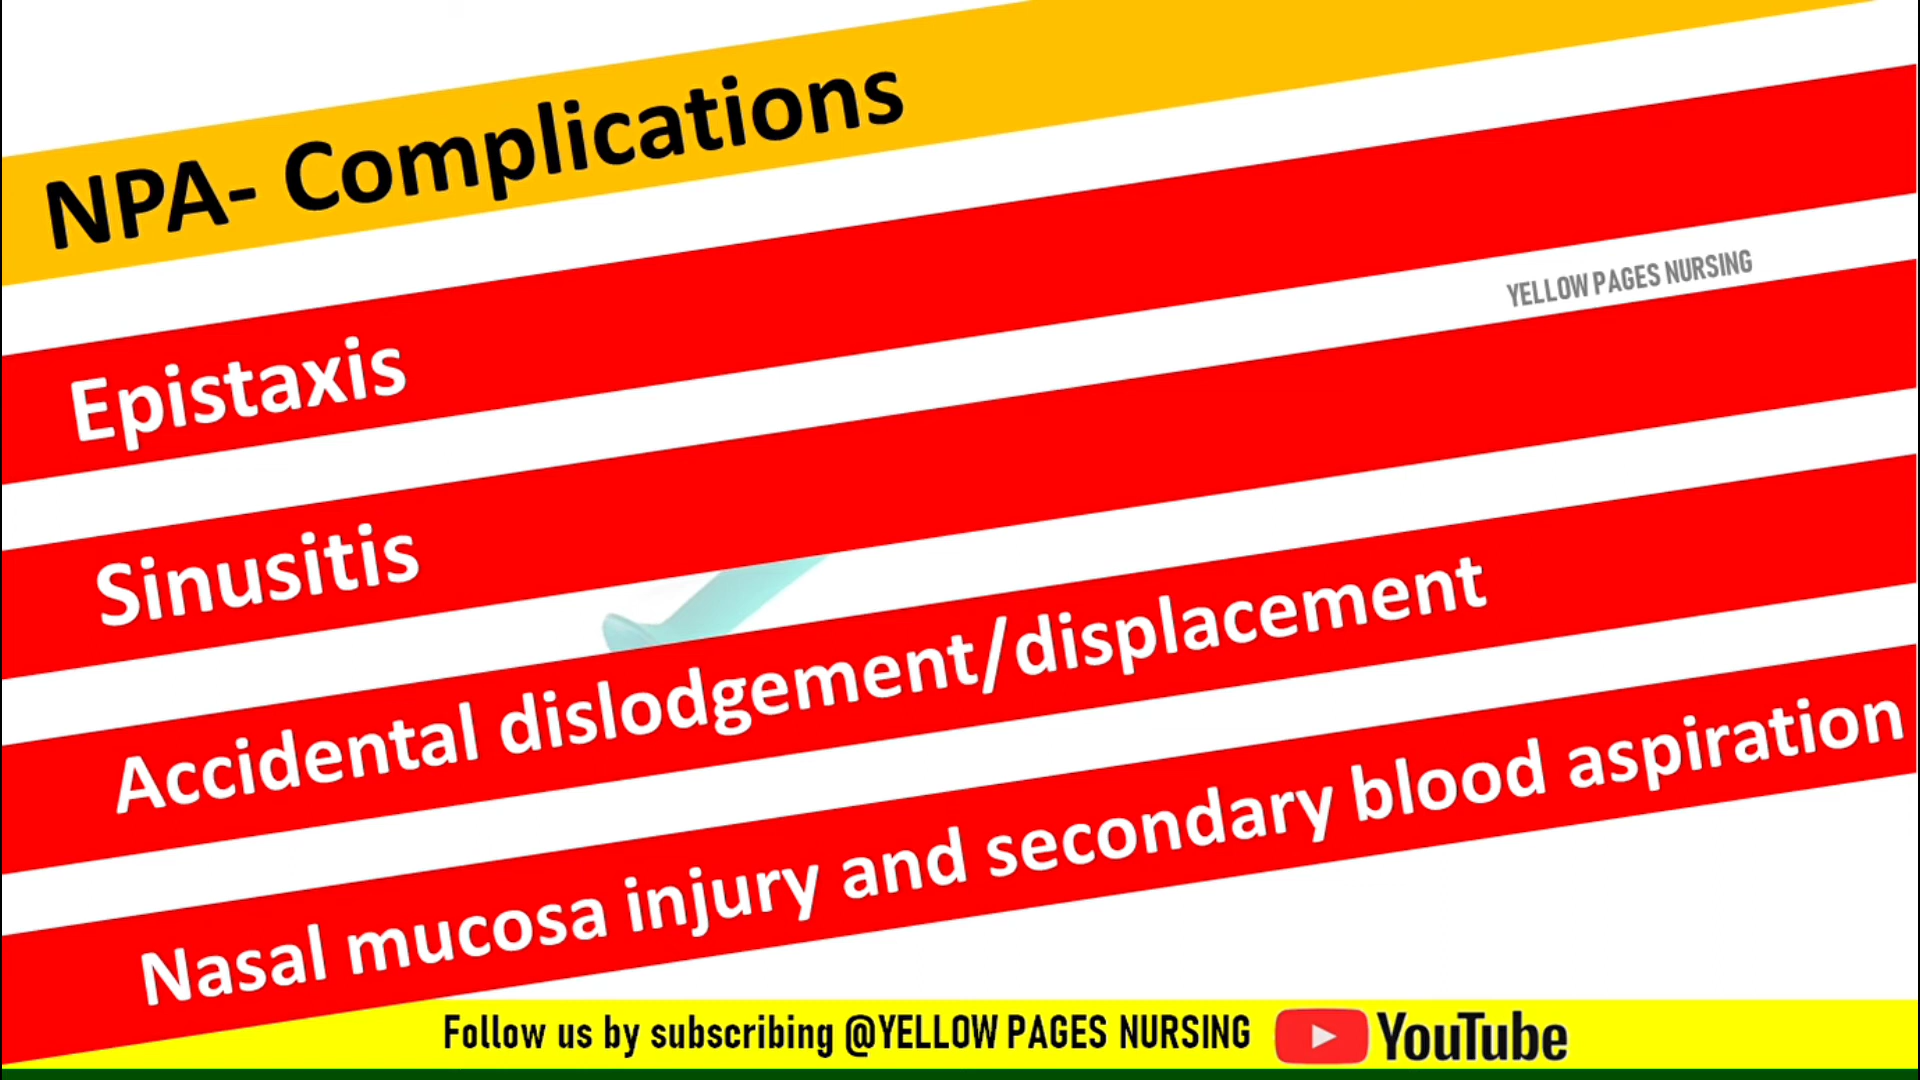 NPA- Complications
Epistaxis
YELLOW PAGES NURSING
Sinusitis
Accidental dislodgement/displacement
Nasal mucosa injury and secondary blood aspiration
Follow us by subscribing @YELLOW PAGES NURSING YouTube